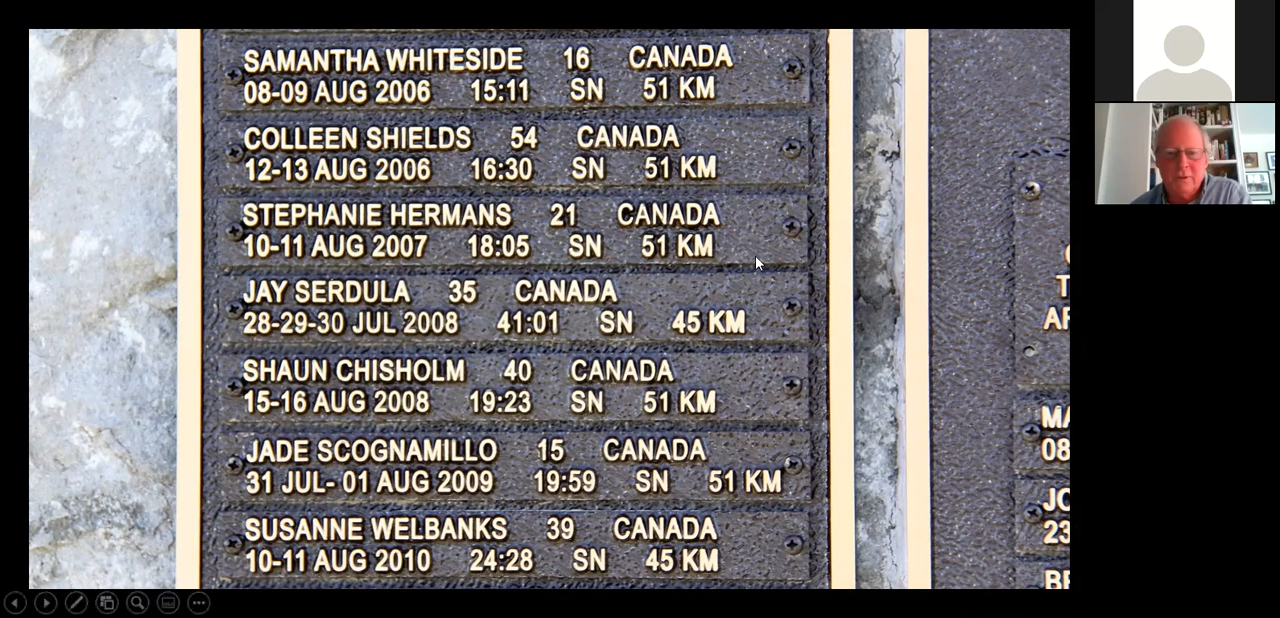 SAMANTHA WHITESIDE 16 CANADA
08-09 AUG 2006 15:11 SN 51 KM
COLLEEN SHIELDS 54 CANADA
12-13 AUG 2006 16:30 SN 51 KM
STEPHANIE HERMANS 21 CANADA
10-11 AUG 2007 18:05 SN 51 KM
JAY SERDULA 35 CANADA
28-29-30 JUL 2008 41:01 SN 45 KM
SHAUN CHISHOLM 40 CANADA
15-16 AUG 2008 19:23 SN 51 KM
JADE SCOGNAMILLO 15 CANADA
31 JUL- 01 AUG 2009 19:59 SN 51 KM
SUSANNE WELBANKS 39 CANADA
10-11 AUG 2010 24:28 SN 45 KM
MA
08
JO
23